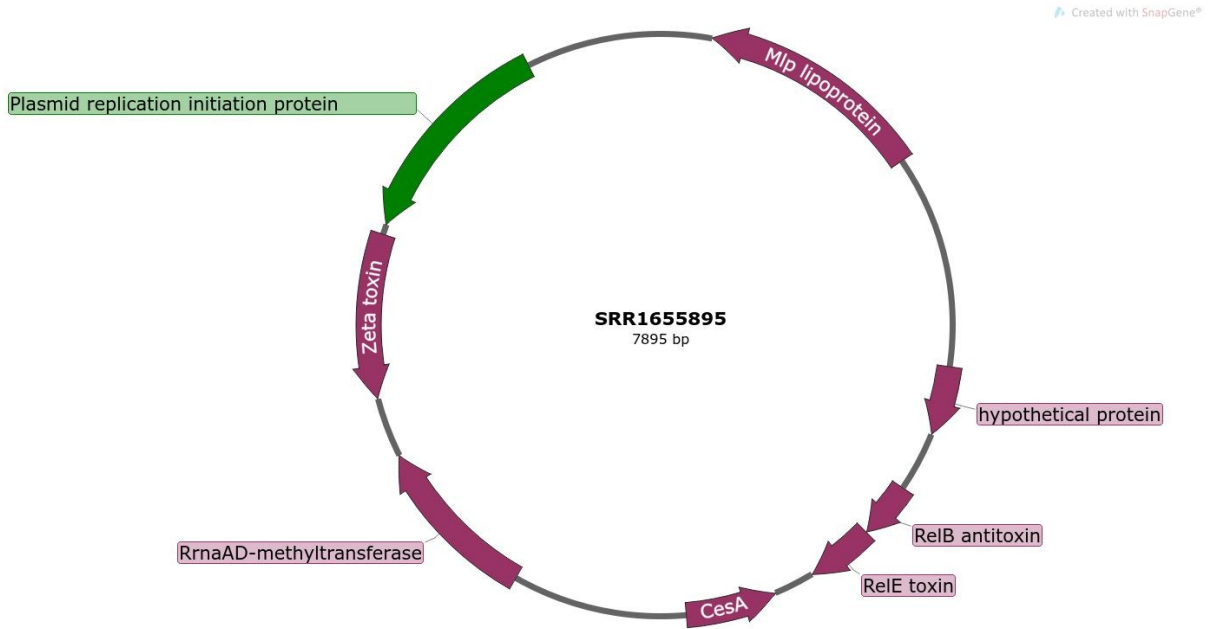 Created with SnapGene®
Mlp lipoprotein
Plasmid replication initiation protein
Zeta toxin
SRR1655895
7895 bp
hypothetical protein
RelB antitoxin
RrnaAD-methyltransferase
RelE toxin
CesA